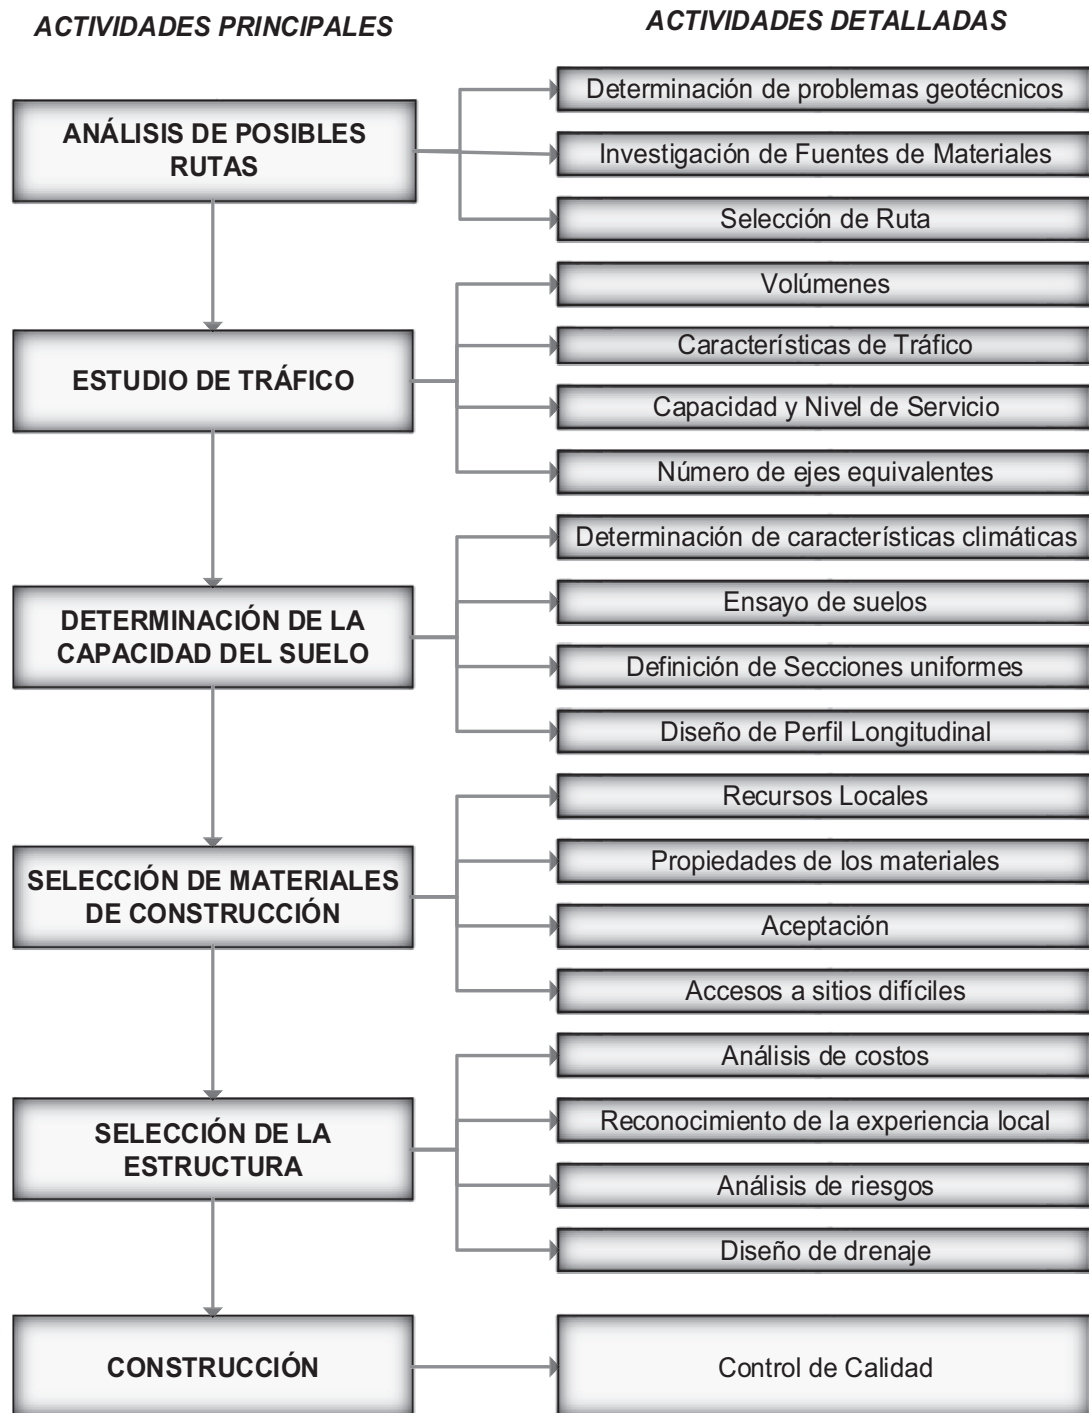 ACTIVIDADES PRINCIPALES
ACTIVIDADES DETALLADAS
ANÁLISIS DE POSIBLES
RUTAS
Determinación de problemas geotécnicos
Investigación de Fuentes de Materiales
Selección de Ruta
ESTUDIO DE TRÁFICO
Volúmenes
Características de Tráfico
Capacidad y Nivel de Servicio
Número de ejes equivalentes
DETERMINACIÓN DE LA
CAPACIDAD DEL SUELO
Determinación de características climáticas
Ensayo de suelos
Definición de Secciones uniformes
Diseño de Perfil Longitudinal
SELECCIÓN DE MATERIALES
DE CONSTRUCCIÓN
Recursos Locales
Propiedades de los materiales
Aceptación
Accesos a sitios difíciles
SELECCIÓN DE LA
ESTRUCTURA
Análisis de costos
Reconocimiento de la experiencia local
Análisis de riesgos
Diseño de drenaje
CONSTRUCCIÓN
Control de Calidad